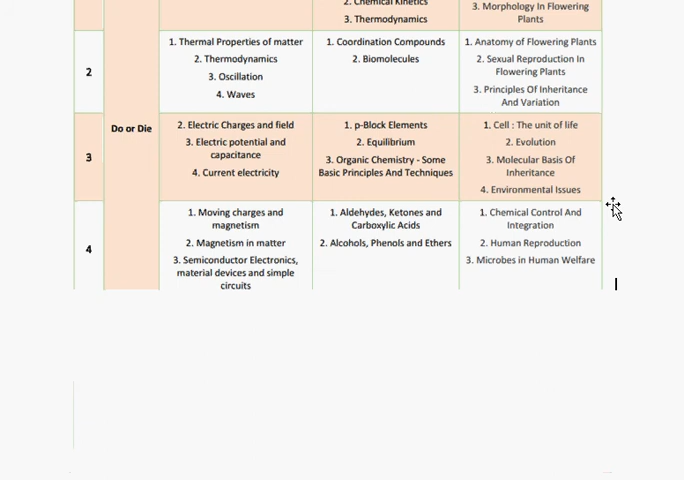 2. Chemical Kinetics
3. Thermodynamics
3. Morphology In Flowering
Plants
2
Do or Die
1. Thermal Properties of matter
2. Thermodynamics
3. Oscillation
4. Waves
1. Coordination Compounds
2. Biomolecules
1. Anatomy of Flowering Plants
2. Sexual Reproduction In
Flowering Plants
3. Principles Of Inheritance
And Variation
3
2. Electric Charges and field
3. Electric potential and
capacitance
4. Current electricity
1. p-Block Elements
2. Equilibrium
3. Organic Chemistry - Some
Basic Principles And Techniques
1. Cell : The unit of life
2. Evolution
3. Molecular Basis Of
Inheritance
4. Environmental Issues
4
1. Moving charges and
magnetism
2. Magnetism in matter
3. Semiconductor Electronics,
material devices and simple
circuits
1. Aldehydes, Ketones and
Carboxylic Acids
2. Alcohols, Phenols and Ethers
1. Chemical Control And
Integration
2. Human Reproduction
3. Microbes in Human Welfare